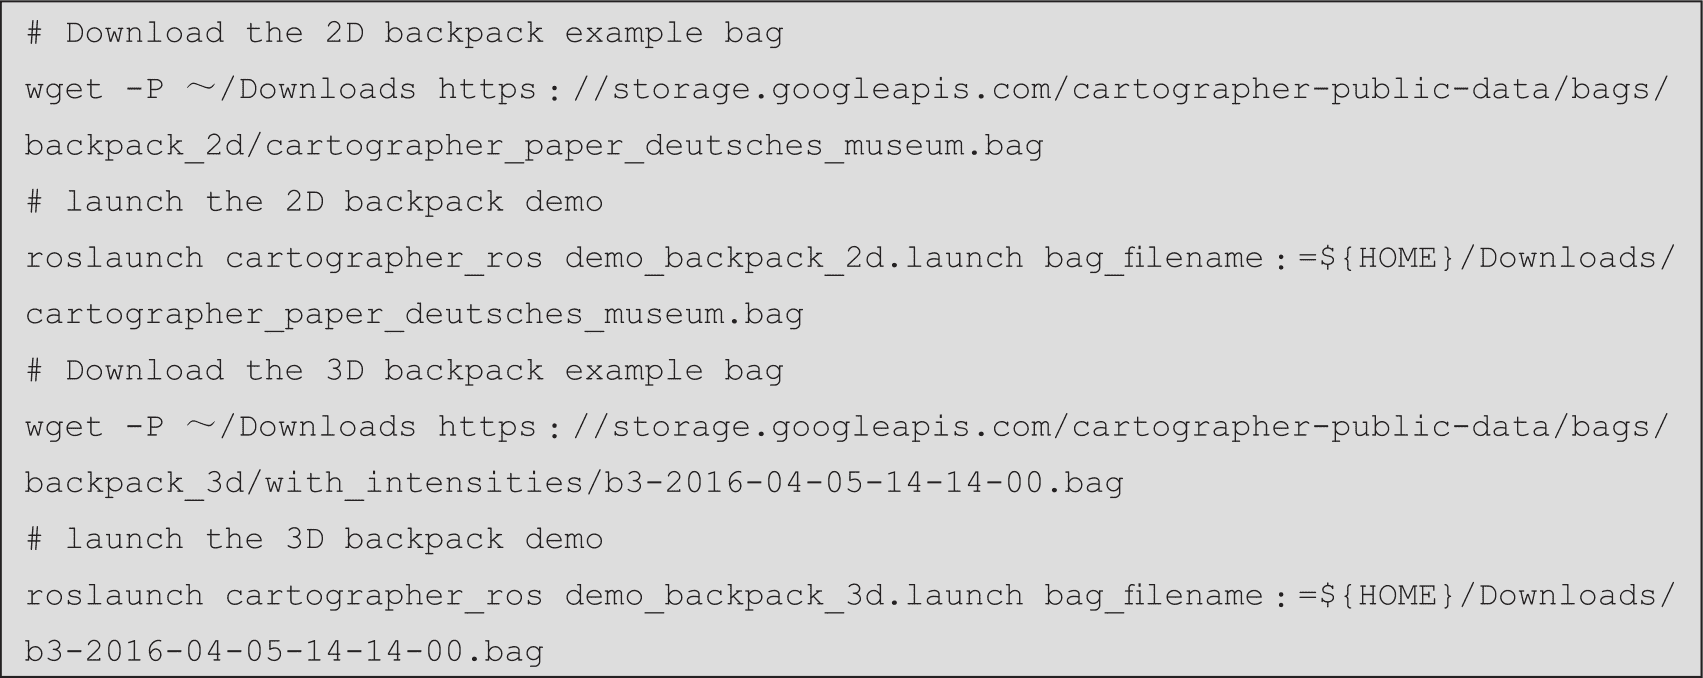 # Download the 2D backpack example bag
wget -P ~/Downloads https://storage.googleapis.com/cartographer-public-data/bags/
backpack_2d/cartographer_paper_deutsches_museum.bag
# launch the 2D backpack demo
roslaunch cartographer_ros demo_backpack_2d.launch bag_filename:=${HOME}/Downloads/
cartographer_paper_deutsches_museum.bag
# Download the 3D backpack example bag
wget -P ~/Downloads https://storage.googleapis.com/cartographer-public-data/bags/
backpack_3d/with_intensities/b3-2016-04-05-14-14-00.bag
# launch the 3D backpack demo
roslaunch cartographer_ros demo_backpack_3d.launch bag_filename:=${HOME}/Downloads/
b3-2016-04-05-14-14-00.bag